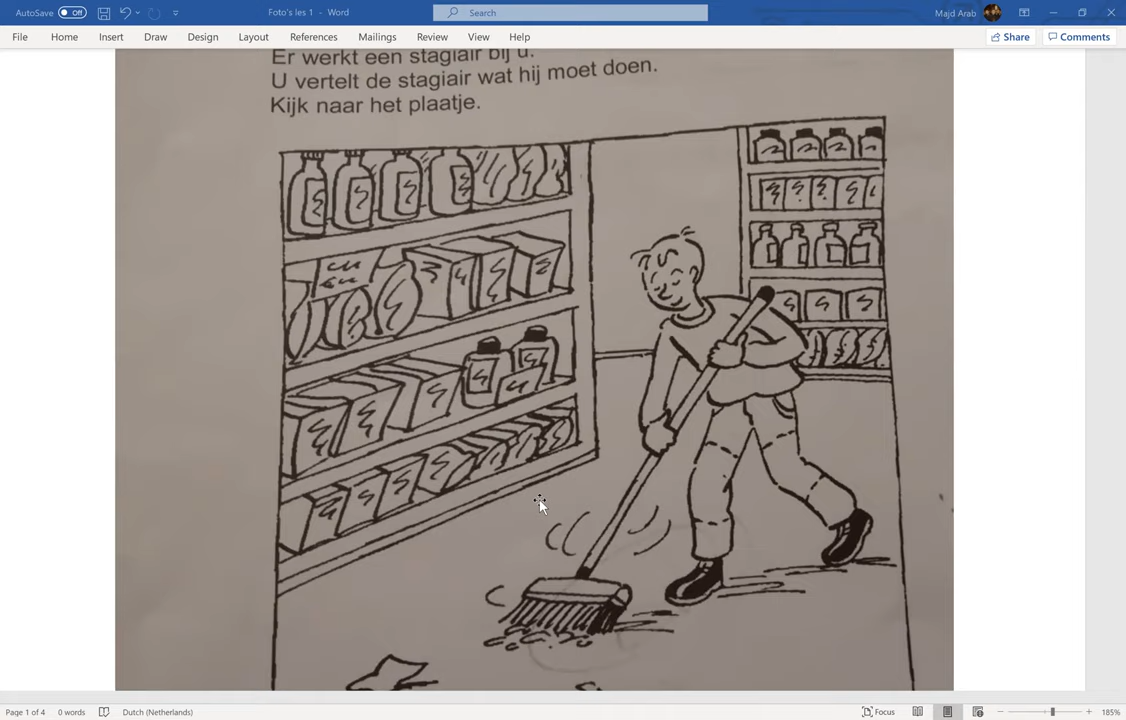 AutoSave Off Foto's les 1 - Word Search Majd Arab
File Home Insert Draw Design Layout References Mailings Review View Help Share Comments
Er werkt een stagiair bij u.
U vertelt de stagiair wat hij moet doen.
Kijk naar het plaatje.
Page 1 of 4 0 words Dutch (Netherlands) Focus 185%